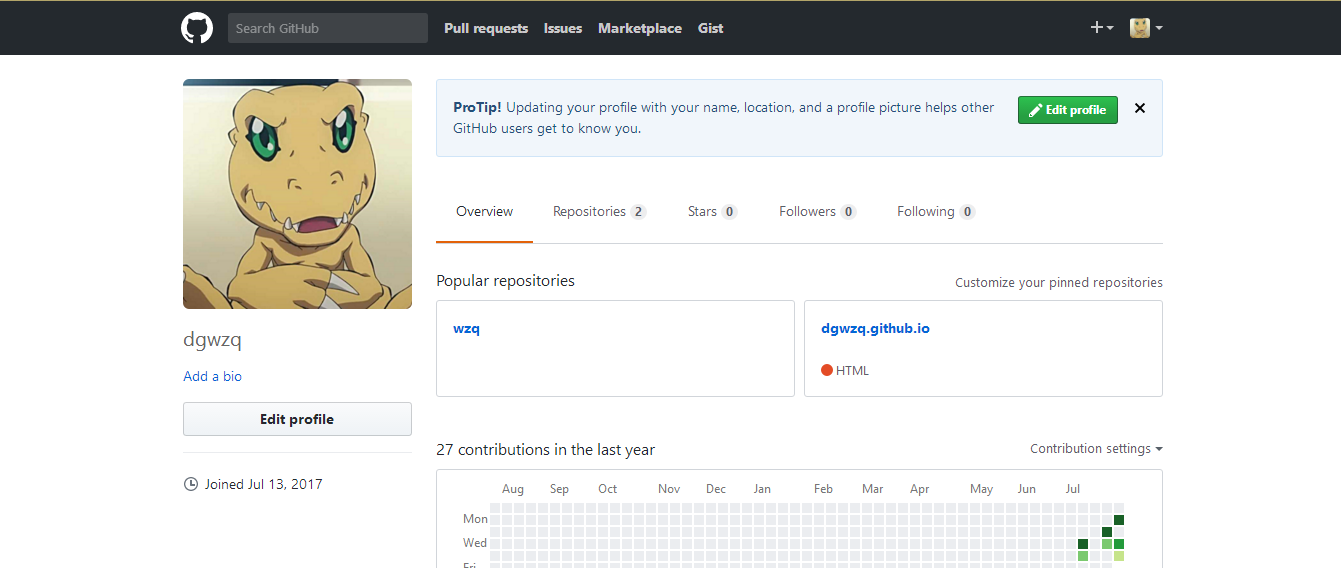 Search GitHub Pull requests Issues Marketplace Gist
ProTip! Updating your profile with your name, location, and a profile picture helps other
GitHub users get to know you.
Edit profile
Overview Repositories 2 Stars 0 Followers 0 Following 0
Popular repositories
Customize your pinned repositories
wzq
dgwzq.github.io
HTML
dgwzq
Add a bio
Edit profile
Joined Jul 13, 2017
27 contributions in the last year
Contribution settings
Aug Sep Oct Nov Dec Jan Feb Mar Apr May Jun Jul
Mon
Wed
Fri